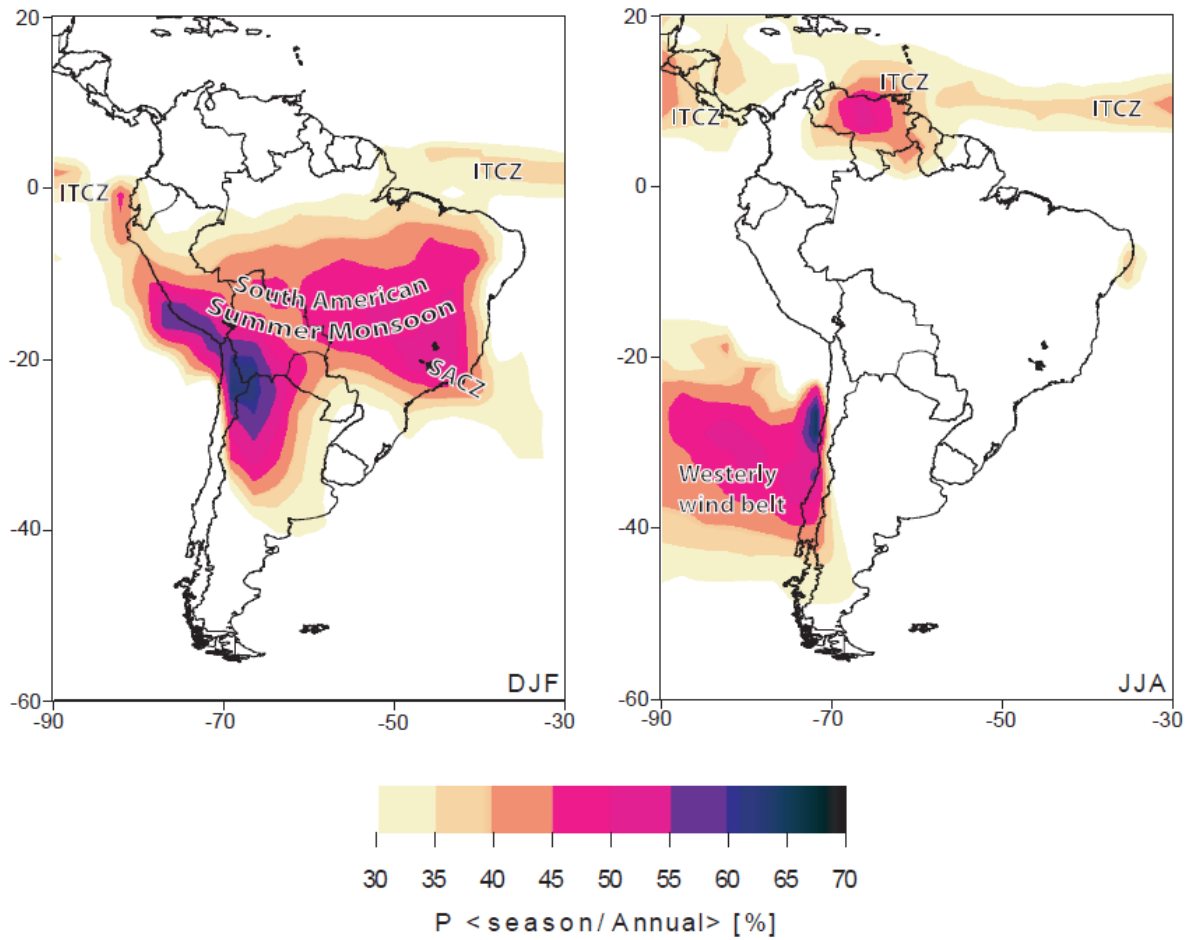 20
10
0
-20
-40
-60
-90
-70
-50
-30
ITCZ
ITCZ
South American
Summer Monsoon
SACZ
DJF
20
10
0
-20
-40
-60
-90
-70
-50
-30
ITCZ
ITCZ
ITCZ
Westerly
wind belt
JJA
30 35 40 45 50 55 60 65 70
P <season/Annual> [%]